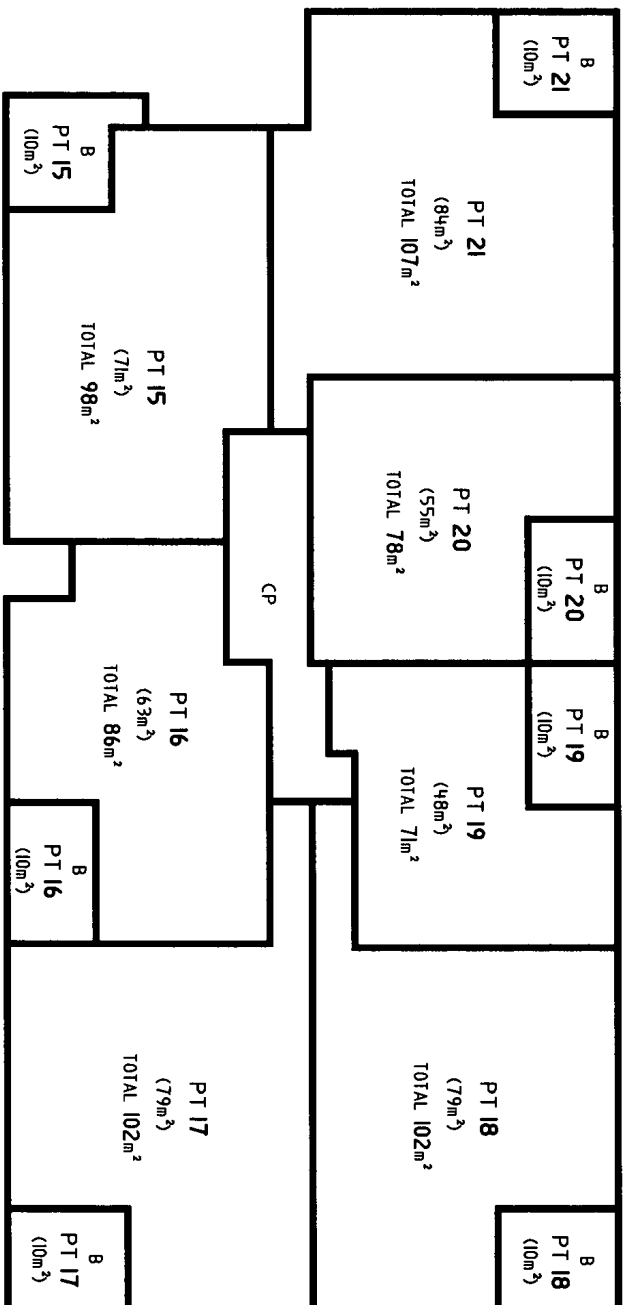 B
PT 21
(10m²)
PT 21
(84m²)
TOTAL 107m²
B
PT 20
(10m²)
PT 20
(55m²)
TOTAL 78m²
B
PT 19
(10m²)
PT 19
(48m²)
TOTAL 71m²
B
PT 18
(10m²)
PT 18
(79m²)
TOTAL 102m²
CP
B
PT 15
(10m²)
PT 15
(71m²)
TOTAL 98m²
PT 16
(63m²)
TOTAL 86m²
B
PT 16
(10m²)
PT 17
(79m²)
TOTAL 102m²
B
PT 17
(10m²)